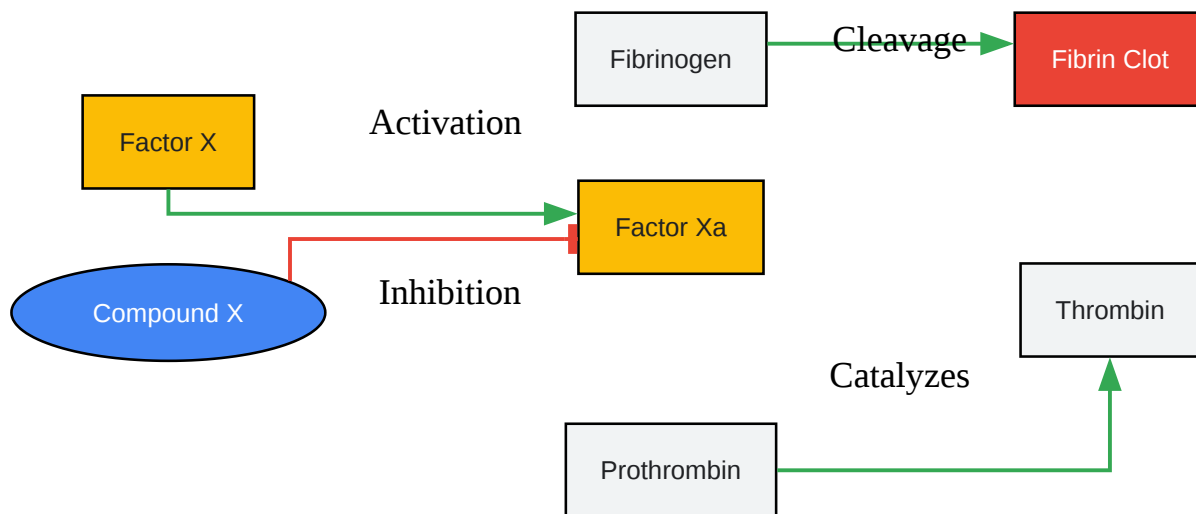 Fibrinogen
Cleavage
Fibrin Clot
Factor X
Activation
Factor Xa
Inhibition
Compound X
Thrombin
Catalyzes
Prothrombin